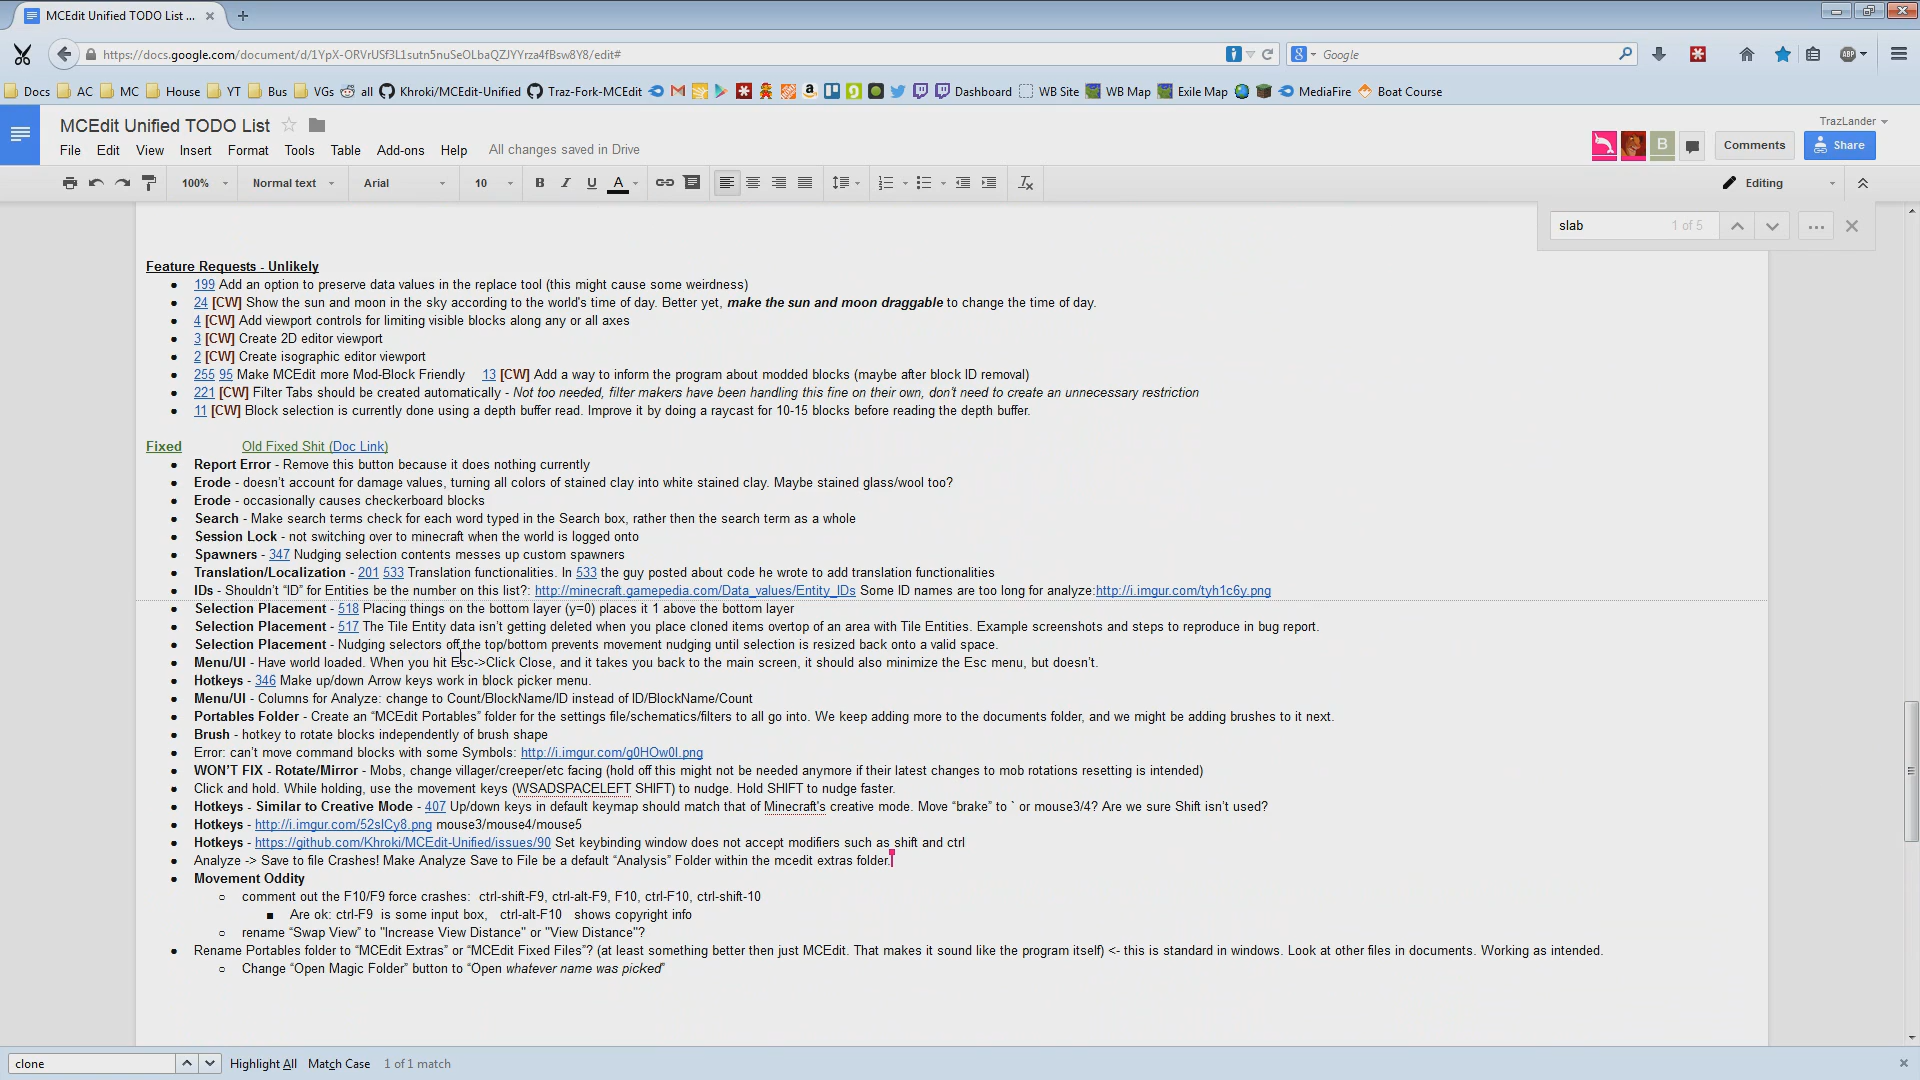 MCEdit Unified TODO List ...
https://docs.google.com/document/d/1YpX-ORVrUSf3L1sutn5nuSeOLbaQZJYYrza4fBsw8Y8/edit#
Google
ABP
Docs AC MC House YT Bus VGs all Khroki/MCEdit-Unified Traz-Fork-MCEdit Dashboard WB Site WB Map Exile Map MediaFire Boat Course
MCEdit Unified TODO List
TrazLander
File Edit View Insert Format Tools Table Add-ons Help All changes saved in Drive
B Comments Share
100% Normal text Arial 10 B I U A Editing
slab 1 of 5
Feature Requests - Unlikely
199 Add an option to preserve data values in the replace tool (this might cause some weirdness)
24 [CW] Show the sun and moon in the sky according to the world's time of day. Better yet, make the sun and moon draggable to change the time of day.
4 [CW] Add viewport controls for limiting visible blocks along any or all axes
3 [CW] Create 2D editor viewport
2 [CW] Create isographic editor viewport
255 95 Make MCEdit more Mod-Block Friendly 13 [CW] Add a way to inform the program about modded blocks (maybe after block ID removal)
221 [CW] Filter Tabs should be created automatically - Not too needed, filter makers have been handling this fine on their own, don't need to create an unnecessary restriction
11 [CW] Block selection is currently done using a depth buffer read. Improve it by doing a raycast for 10-15 blocks before reading the depth buffer.
Fixed Old Fixed Shit (Doc Link)
Report Error - Remove this button because it does nothing currently
Erode - doesn't account for damage values, turning all colors of stained clay into white stained clay. Maybe stained glass/wool too?
Erode - occasionally causes checkerboard blocks
Search - Make search terms check for each word typed in the Search box, rather then the search term as a whole
Session Lock - not switching over to minecraft when the world is logged onto
Spawners - 347 Nudging selection contents messes up custom spawners
Translation/Localization - 201 533 Translation functionalities. In 533 the guy posted about code he wrote to add translation functionalities
IDs - Shouldn't “ID” for Entities be the number on this list?: http://minecraft.gamepedia.com/Data_values/Entity_IDs Some ID names are too long for analyze:http://i.imgur.com/tyh1c6y.png
Selection Placement - 518 Placing things on the bottom layer (y=0) places it 1 above the bottom layer
Selection Placement - 517 The Tile Entity data isn't getting deleted when you place cloned items overtop of an area with Tile Entities. Example screenshots and steps to reproduce in bug report.
Selection Placement - Nudging selectors off the top/bottom prevents movement nudging until selection is resized back onto a valid space.
Menu/UI - Have world loaded. When you hit Esc->Click Close, and it takes you back to the main screen, it should also minimize the Esc menu, but doesn't.
Hotkeys - 346 Make up/down Arrow keys work in block picker menu.
Menu/UI - Columns for Analyze: change to Count/BlockName/ID instead of ID/BlockName/Count
Portables Folder - Create an “MCEdit Portables” folder for the settings file/schematics/filters to all go into. We keep adding more to the documents folder, and we might be adding brushes to it next.
Brush - hotkey to rotate blocks independently of brush shape
Error: can't move command blocks with some Symbols: http://i.imgur.com/g0HOw0I.png
WON'T FIX - Rotate/Mirror - Mobs, change villager/creeper/etc facing (hold off this might not be needed anymore if their latest changes to mob rotations resetting is intended)
Click and hold. While holding, use the movement keys (WSADSPACELEFT SHIFT) to nudge. Hold SHIFT to nudge faster.
Hotkeys - Similar to Creative Mode - 407 Up/down keys in default keymap should match that of Minecraft's creative mode. Move “brake” to ` or mouse3/4? Are we sure Shift isn't used?
Hotkeys - http://i.imgur.com/52sICy8.png mouse3/mouse4/mouse5
Hotkeys - https://github.com/Khroki/MCEdit-Unified/issues/90 Set keybinding window does not accept modifiers such as shift and ctrl
Analyze -> Save to file Crashes! Make Analyze Save to File be a default “Analysis” Folder within the mcedit extras folder.
Movement Oddity
comment out the F10/F9 force crashes: ctrl-shift-F9, ctrl-alt-F9, F10, ctrl-F10, ctrl-shift-10
Are ok: ctrl-F9 is some input box, ctrl-alt-F10 shows copyright info
rename “Swap View” to "Increase View Distance" or "View Distance"?
Rename Portables folder to “MCEdit Extras” or “MCEdit Fixed Files”? (at least something better then just MCEdit. That makes it sound like the program itself) <- this is standard in windows. Look at other files in documents. Working as intended.
Change “Open Magic Folder” button to “Open whatever name was picked”
clone Highlight All Match Case 1 of 1 match